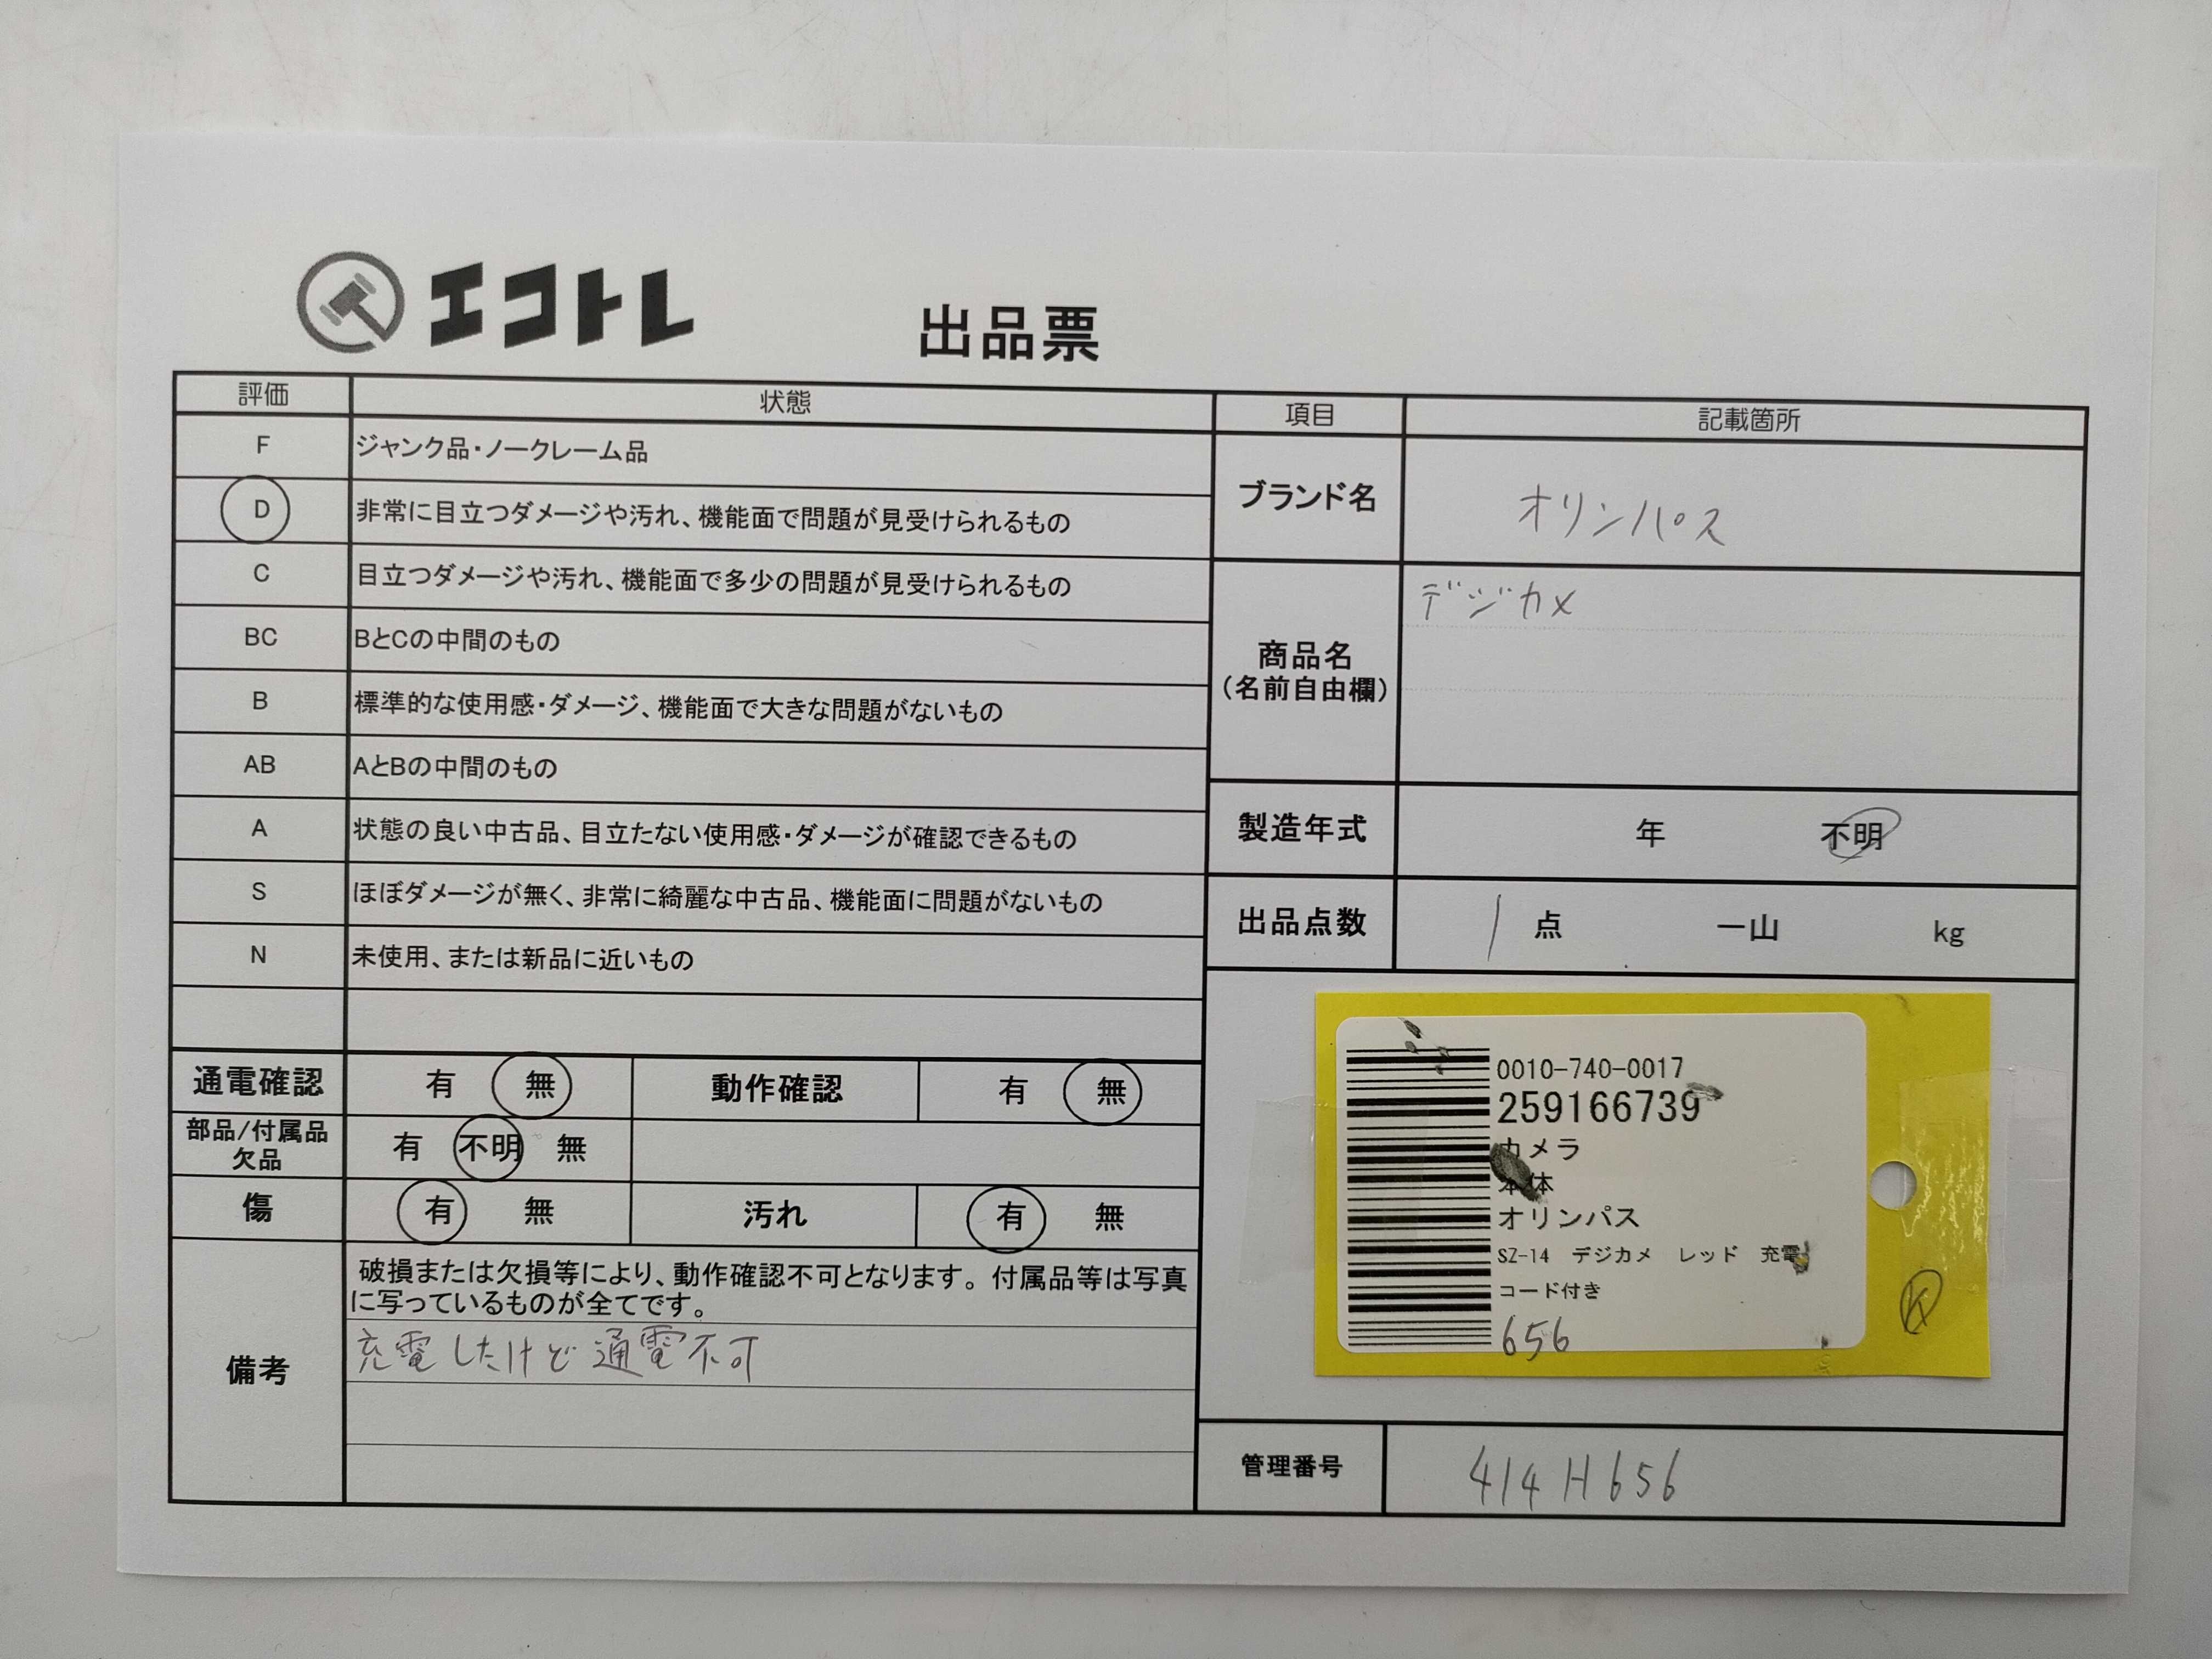 エコトレ
出品票
評価 状態
F ジャンク品・ノークレーム品
D 非常に目立つダメージや汚れ、機能面で問題が見受けられるもの
C 目立つダメージや汚れ、機能面で多少の問題が見受けられるもの
BC BとCの中間のもの
B 標準的な使用感・ダメージ、機能面で大きな問題がないもの
AB AとBの中間のもの
A 状態の良い中古品、目立たない使用感・ダメージが確認できるもの
S ほぼダメージが無く、非常に綺麗な中古品、機能面に問題がないもの
N 未使用、または新品に近いもの
通電確認 有 無 動作確認 有 無
部品/付属品
欠品
有 不明 無
傷 有 無 汚れ 有 無
備考
破損または欠損等により、動作確認不可となります。付属品等は写真
に写っているものが全てです。
充電したけど通電不可
項目 記載箇所
ブランド名 オリンパス
商品名
(名前自由欄)
デジカメ
製造年式 年 不明
出品点数 1 点 一山 kg
0010-740-0017
259166739
カメラ
本体
オリンパス
SZ-14 デジカメ レッド 充電
コード付き
656
管理番号 414H656